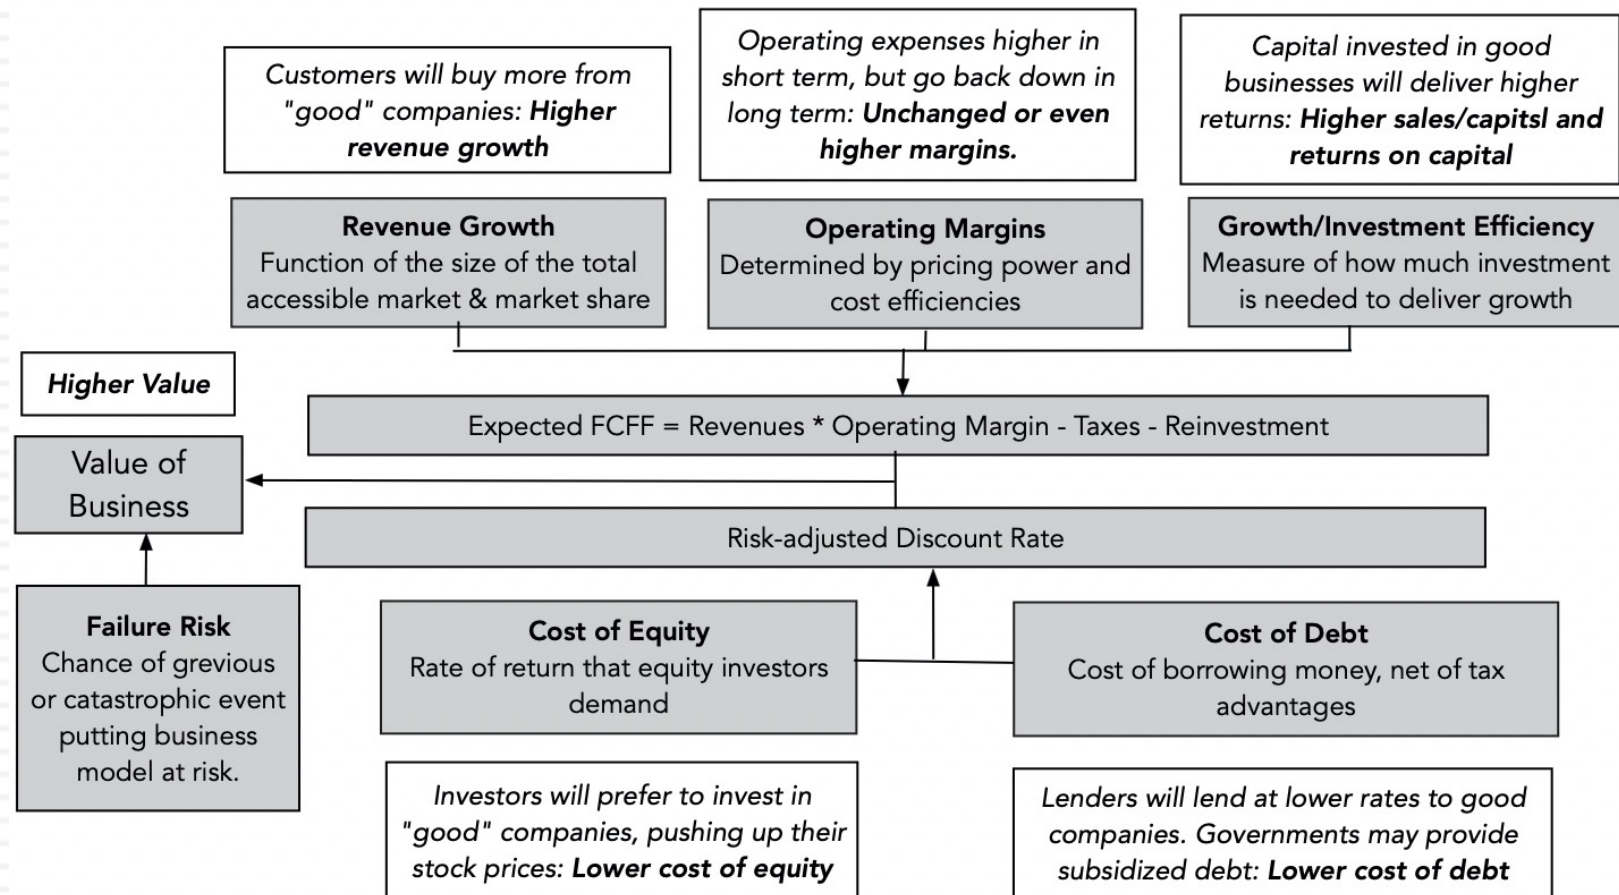 Customers will buy more from
"good" companies: Higher
revenue growth
Operating expenses higher in
short term, but go back down in
long term: Unchanged or even
higher margins.
Capital invested in good
businesses will deliver higher
returns: Higher sales/capitsl and
returns on capital
Revenue Growth
Function of the size of the total
accessible market & market share
Operating Margins
Determined by pricing power and
cost efficiencies
Growth/Investment Efficiency
Measure of how much investment
is needed to deliver growth
Higher Value
Expected FCFF = Revenues * Operating Margin - Taxes - Reinvestment
Value of
Business
Risk-adjusted Discount Rate
Failure Risk
Chance of grevious
or catastrophic event
putting business
model at risk.
Cost of Equity
Rate of return that equity investors
demand
Cost of Debt
Cost of borrowing money, net of tax
advantages
Investors will prefer to invest in
"good" companies, pushing up their
stock prices: Lower cost of equity
Lenders will lend at lower rates to good
companies. Governments may provide
subsidized debt: Lower cost of debt